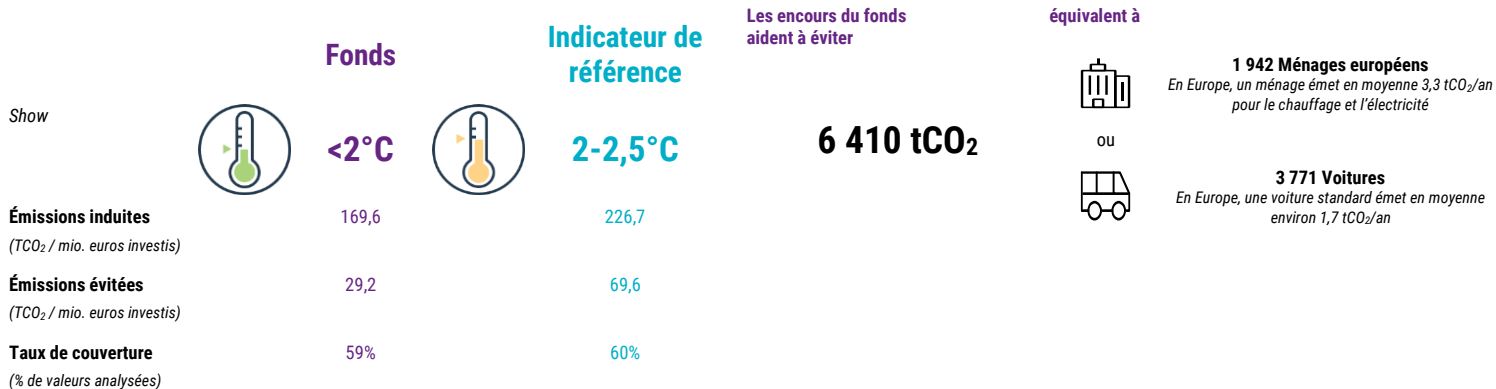 Fonds
Indicateur de
référence
Les encours du fonds
aident à éviter
équivalent à
Show
<2°C
2-2,5°C
6 410 tCO₂
1 942 Ménages européens
En Europe, un ménage émet en moyenne 3,3 tCO₂/an
pour le chauffage et l'électricité
ou
3 771 Voitures
En Europe, une voiture standard émet en moyenne
environ 1,7 tCO₂/an
Émissions induites 169,6 226,7
(TCO₂ / mio. euros investis)
Émissions évitées 29,2 69,6
(TCO₂ / mio. euros investis)
Taux de couverture 59% 60%
(% de valeurs analysées)